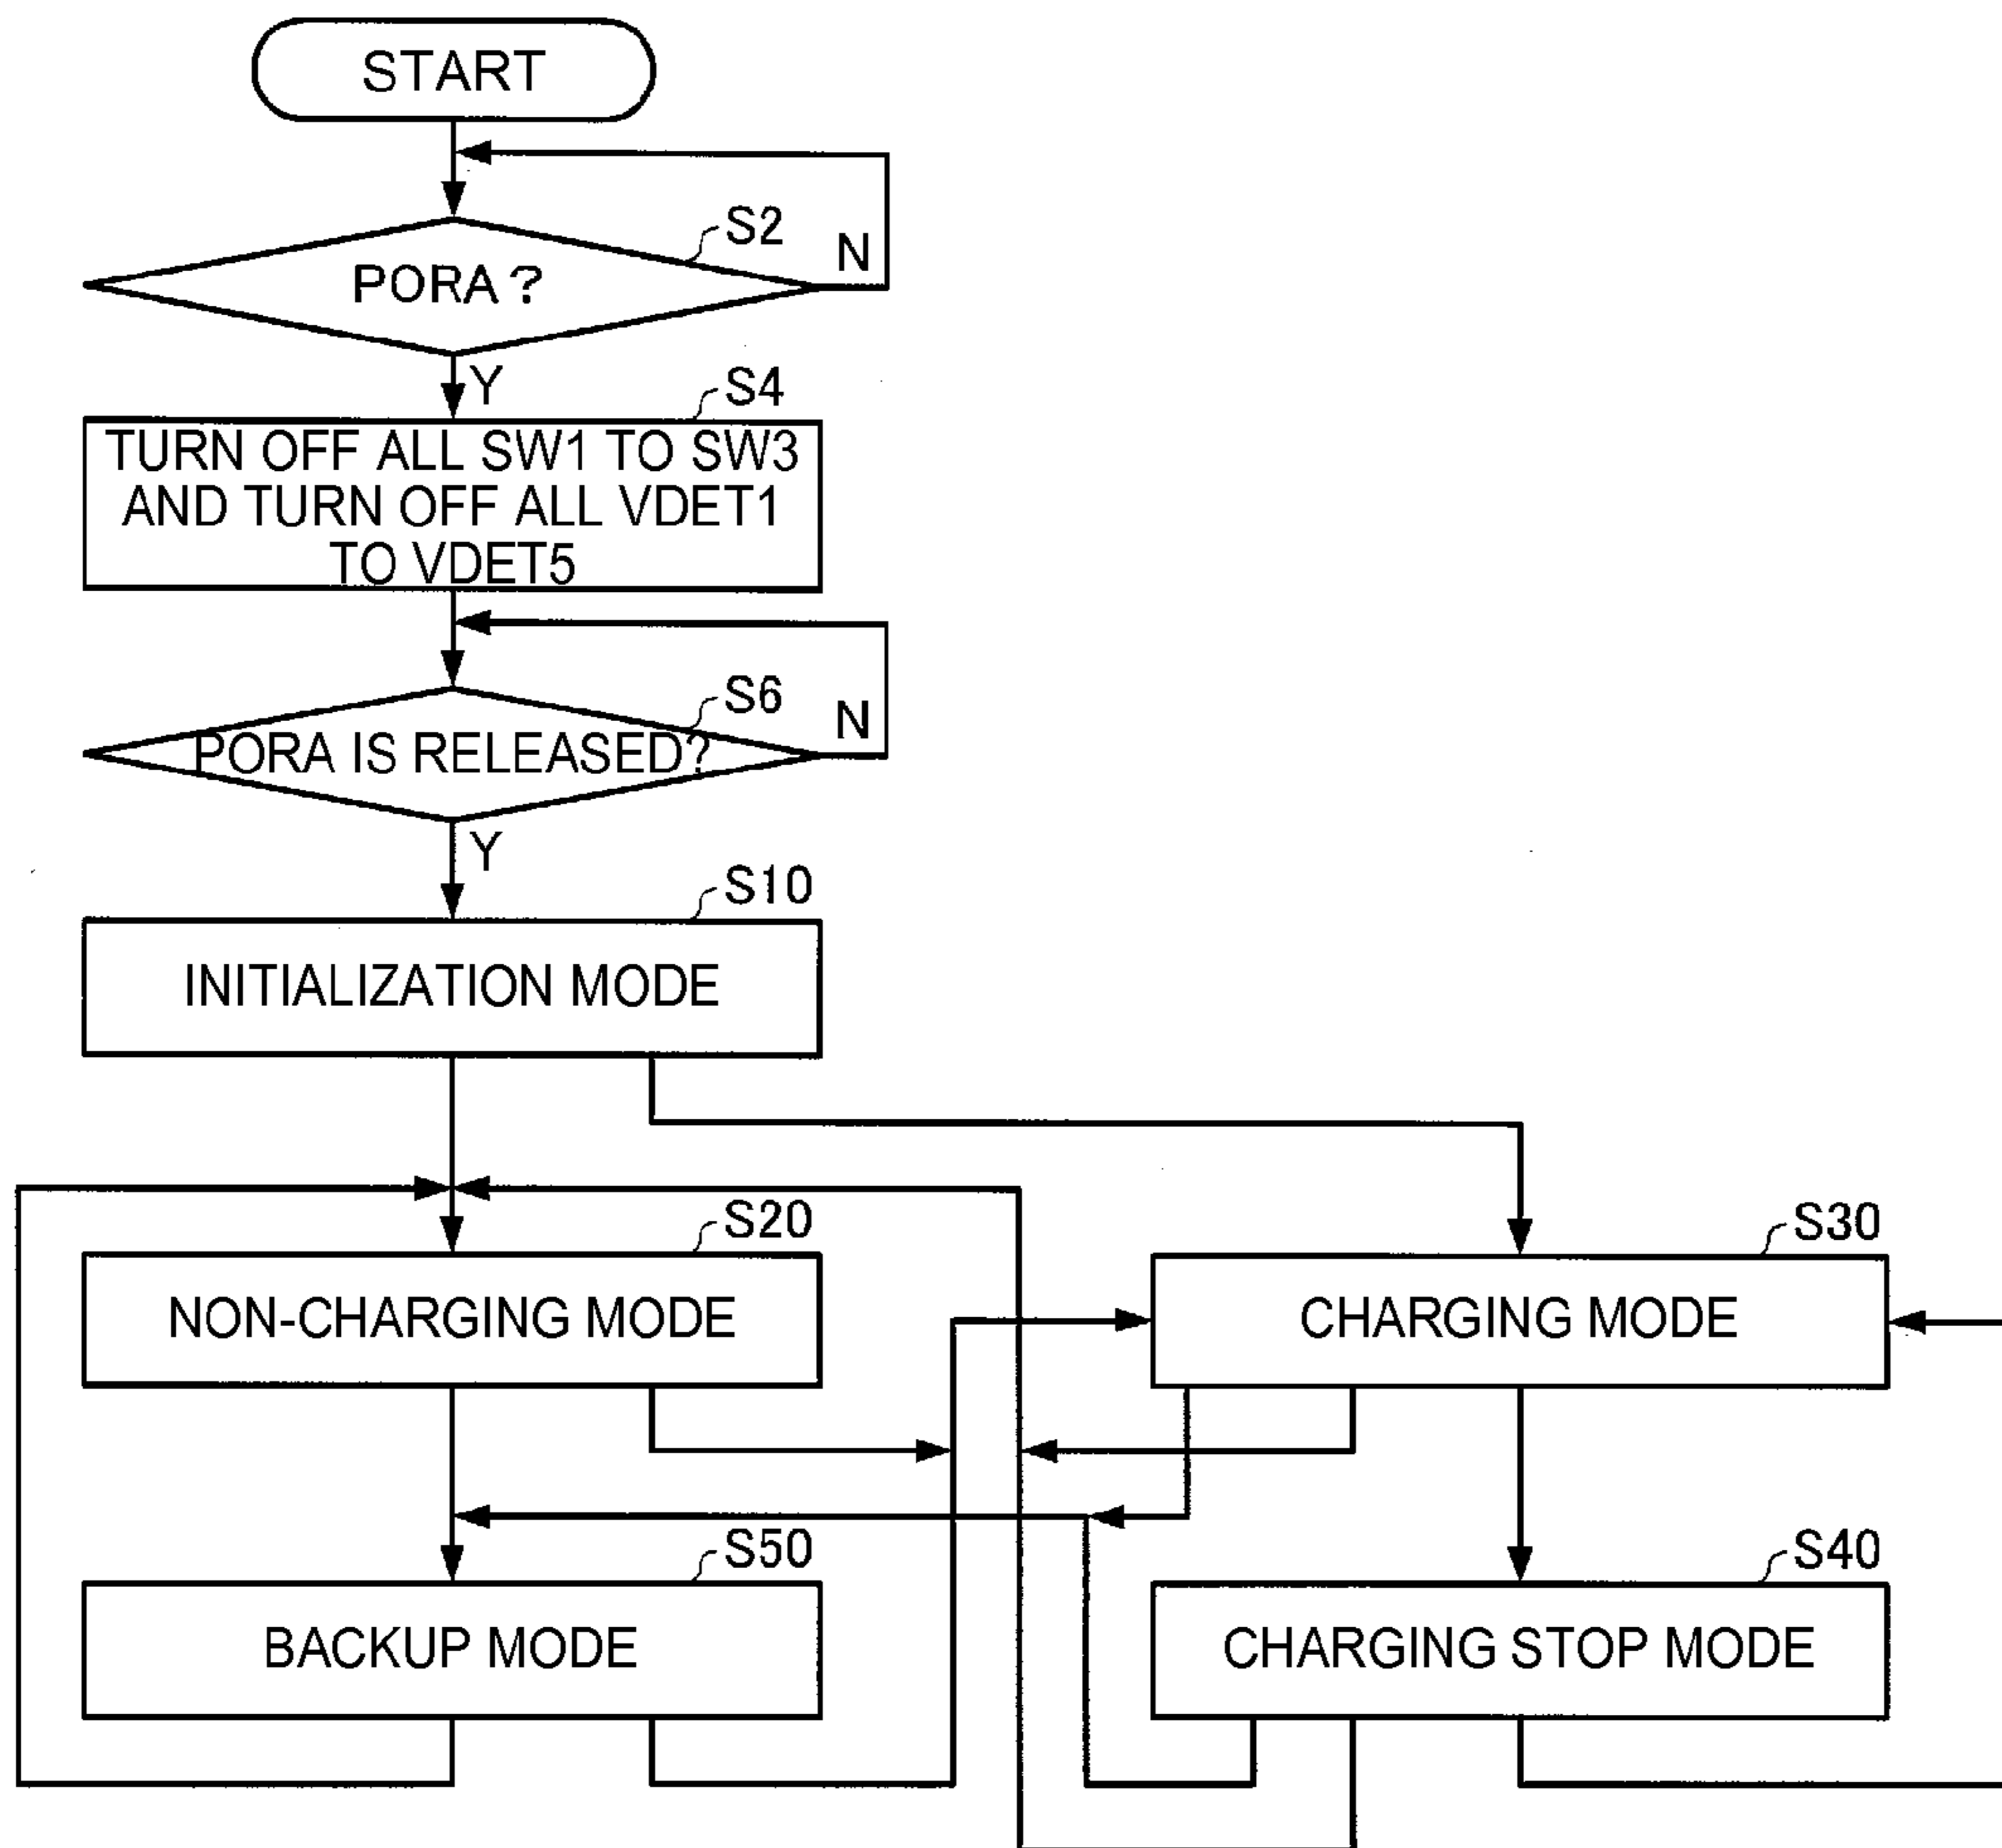 START
S2
N
PORA ?
Y
S4
TURN OFF ALL SW1 TO SW3
AND TURN OFF ALL VDET1
TO VDET5
S6
N
PORA IS RELEASED?
Y
S10
INITIALIZATION MODE
S20
NON-CHARGING MODE
S30
CHARGING MODE
S50
BACKUP MODE
S40
CHARGING STOP MODE